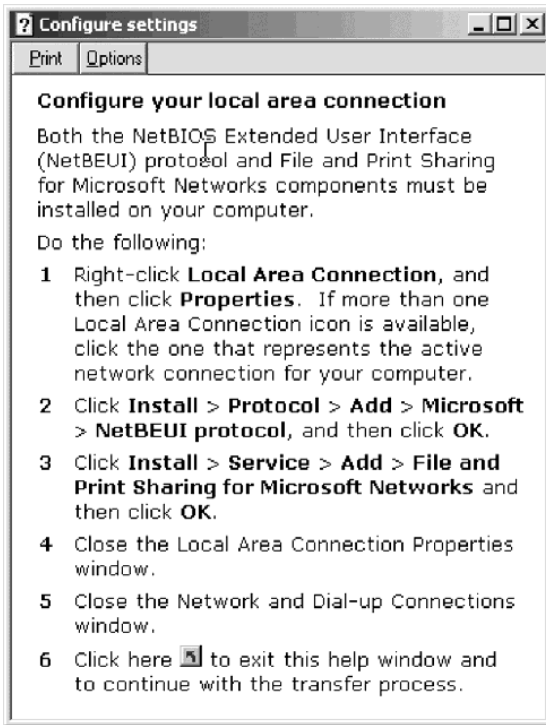 ? Configure settings
Print Options
Configure your local area connection
Both the NetBIOS Extended User Interface
(NetBEUI) protocol and File and Print Sharing
for Microsoft Networks components must be
installed on your computer.
Do the following:
1 Right-click Local Area Connection, and
then click Properties. If more than one
Local Area Connection icon is available,
click the one that represents the active
network connection for your computer.
2 Click Install > Protocol > Add > Microsoft
> NetBEUI protocol, and then click OK.
3 Click Install > Service > Add > File and
Print Sharing for Microsoft Networks and
then click OK.
4 Close the Local Area Connection Properties
window.
5 Close the Network and Dial-up Connections
window.
6 Click here to exit this help window and
to continue with the transfer process.